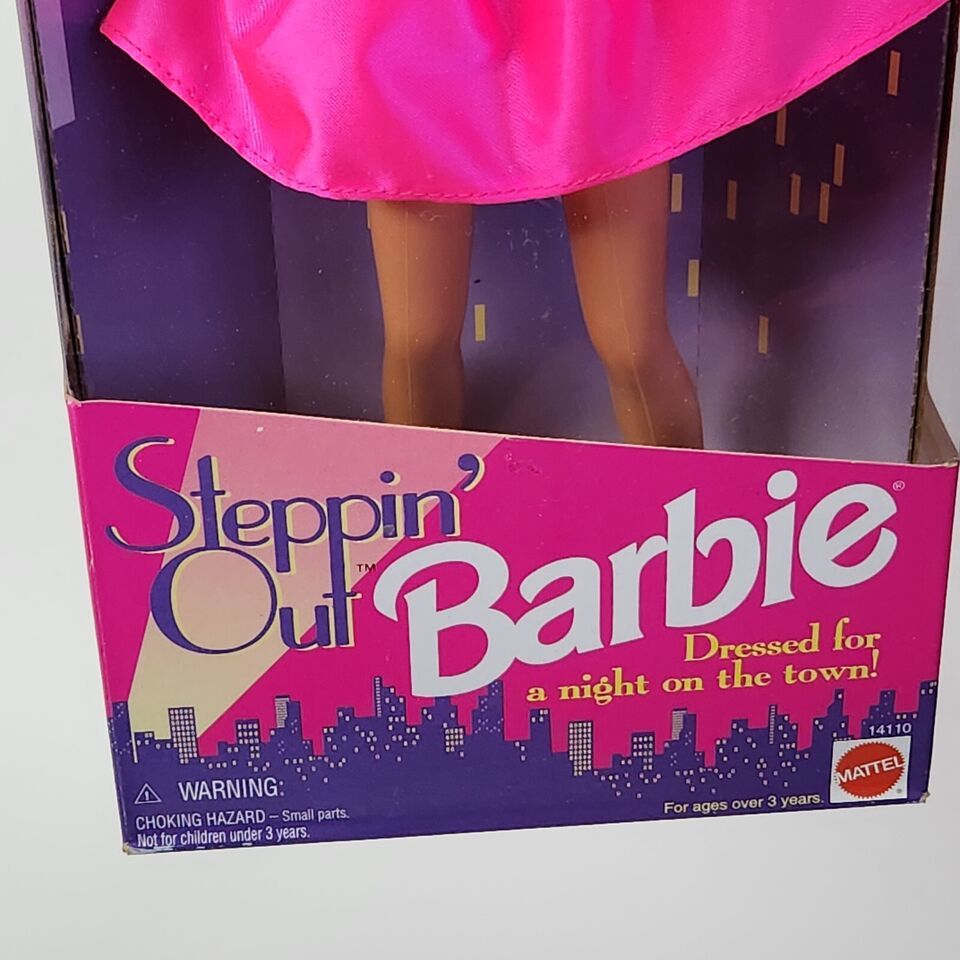 Steppin'
Out™
Barbie®
Dressed for
a night on the town!
14110
MATTEL
®
⚠ WARNING:
CHOKING HAZARD – Small parts.
Not for children under 3 years.
For ages over 3 years.